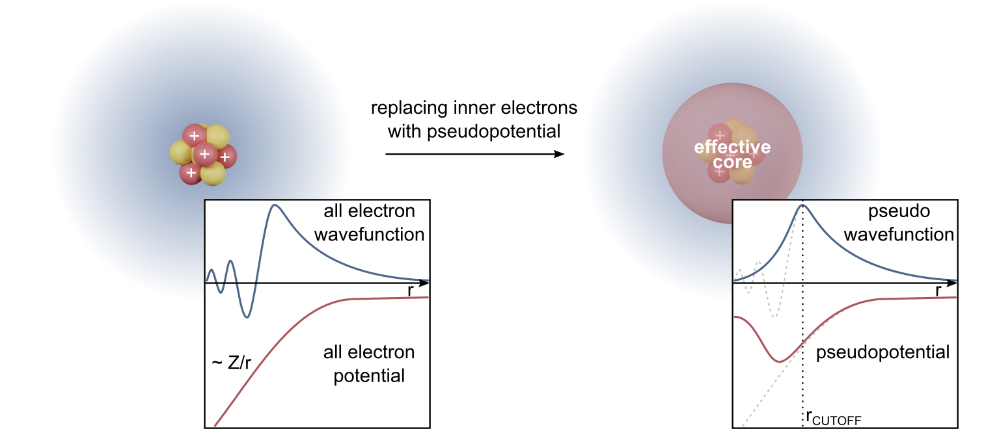 replacing inner electrons
with pseudopotential
+
+
+
+
+
+
+
+
effective
core
all electron
wavefunction
r
~ Z/r
all electron
potential
pseudo
wavefunction
r
pseudopotential
rCUTOFF